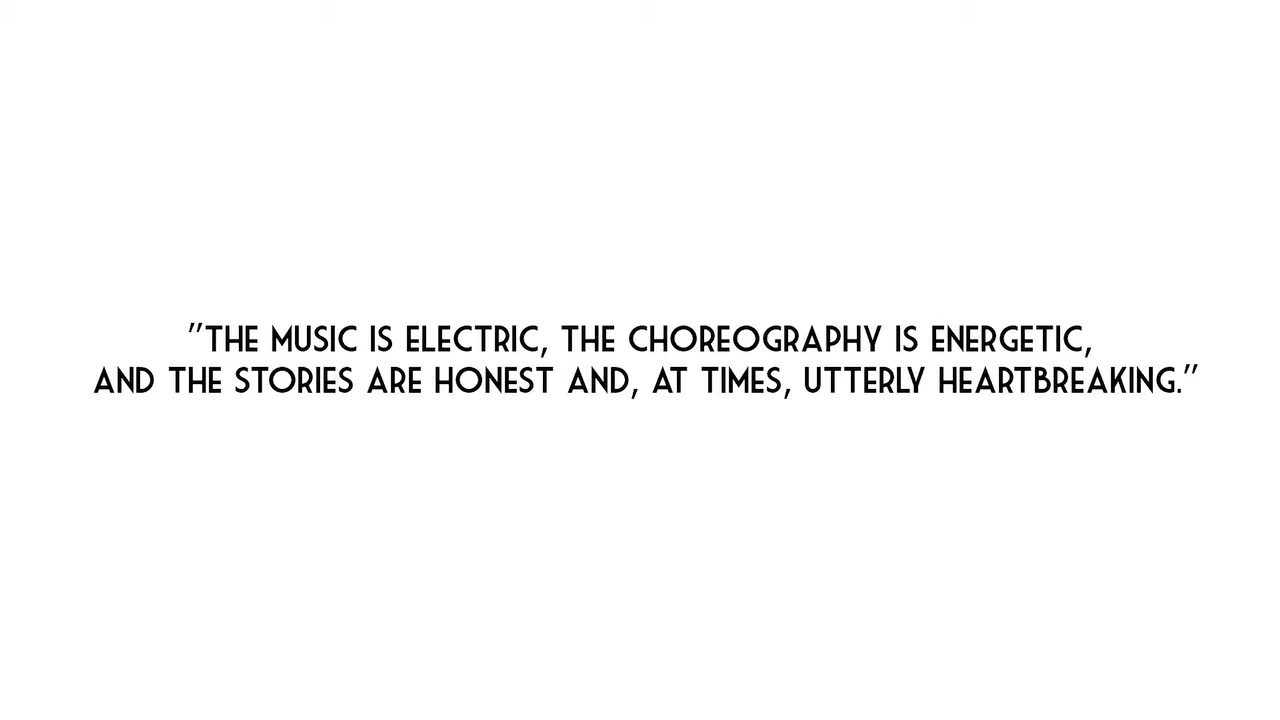 "THE MUSIC IS ELECTRIC, THE CHOREOGRAPHY IS ENERGETIC,
AND THE STORIES ARE HONEST AND, AT TIMES, UTTERLY HEARTBREAKING."